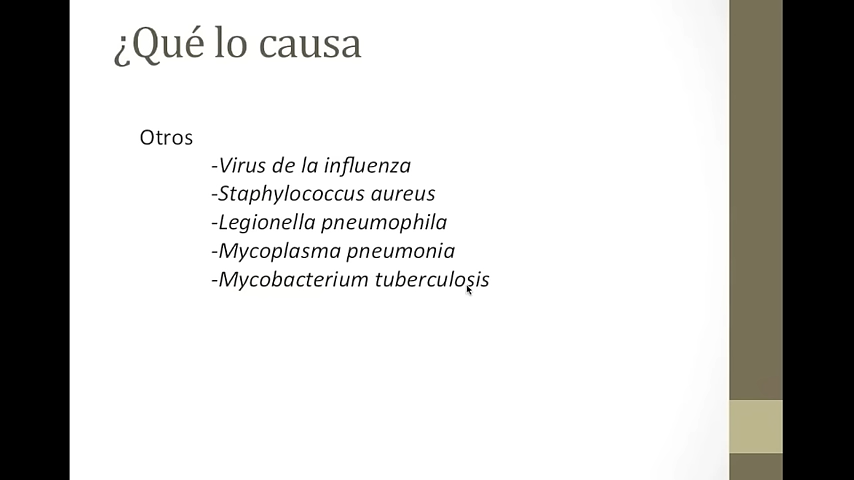 ¿Qué lo causa
Otros
-Virus de la influenza
-Staphylococcus aureus
-Legionella pneumophila
-Mycoplasma pneumonia
-Mycobacterium tuberculosis